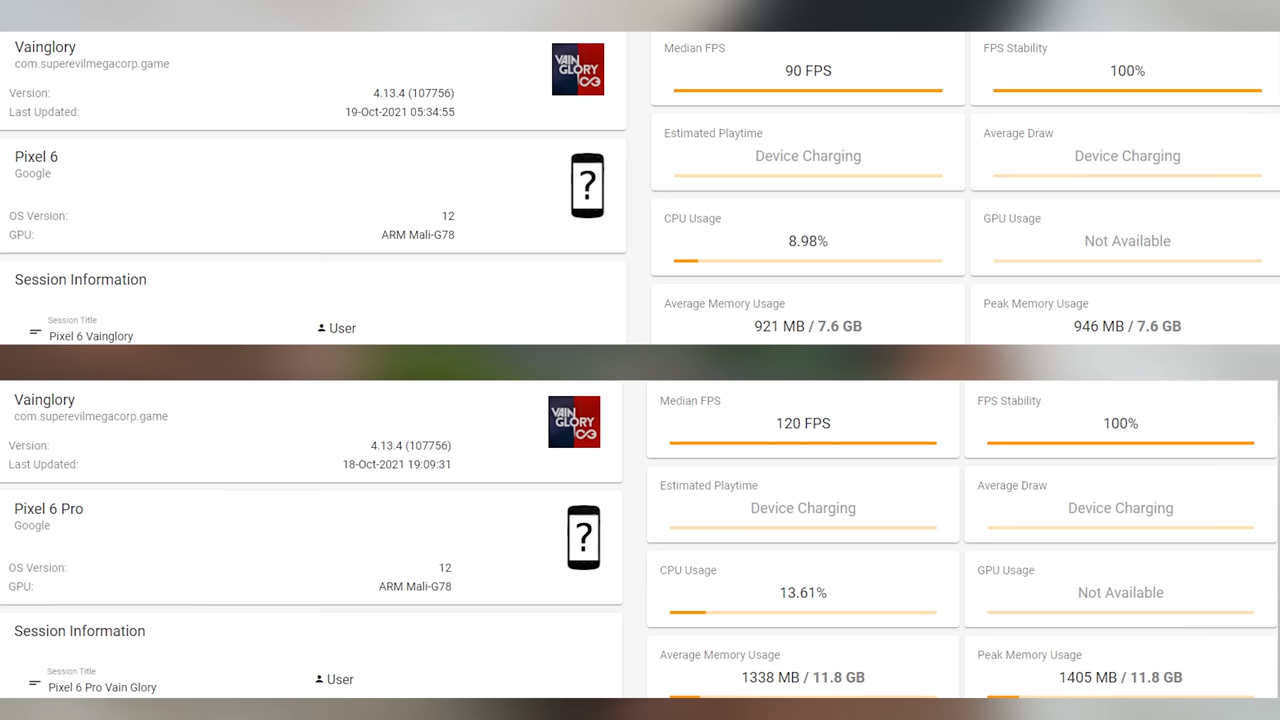 Vainglory
com.superevilmegacorp.game
VAIN
GLORY
Version: 4.13.4 (107756)
Last Updated: 19-Oct-2021 05:34:55
Pixel 6
Google
?
OS Version: 12
GPU: ARM Mali-G78
Session Information
Session Title
Pixel 6 Vainglory
User
Median FPS
90 FPS
FPS Stability
100%
Estimated Playtime
Device Charging
Average Draw
Device Charging
CPU Usage
8.98%
GPU Usage
Not Available
Average Memory Usage
921 MB / 7.6 GB
Peak Memory Usage
946 MB / 7.6 GB
Vainglory
com.superevilmegacorp.game
VAIN
GLORY
Version: 4.13.4 (107756)
Last Updated: 18-Oct-2021 19:09:31
Pixel 6 Pro
Google
?
OS Version: 12
GPU: ARM Mali-G78
Session Information
Session Title
Pixel 6 Pro Vain Glory
User
Median FPS
120 FPS
FPS Stability
100%
Estimated Playtime
Device Charging
Average Draw
Device Charging
CPU Usage
13.61%
GPU Usage
Not Available
Average Memory Usage
1338 MB / 11.8 GB
Peak Memory Usage
1405 MB / 11.8 GB